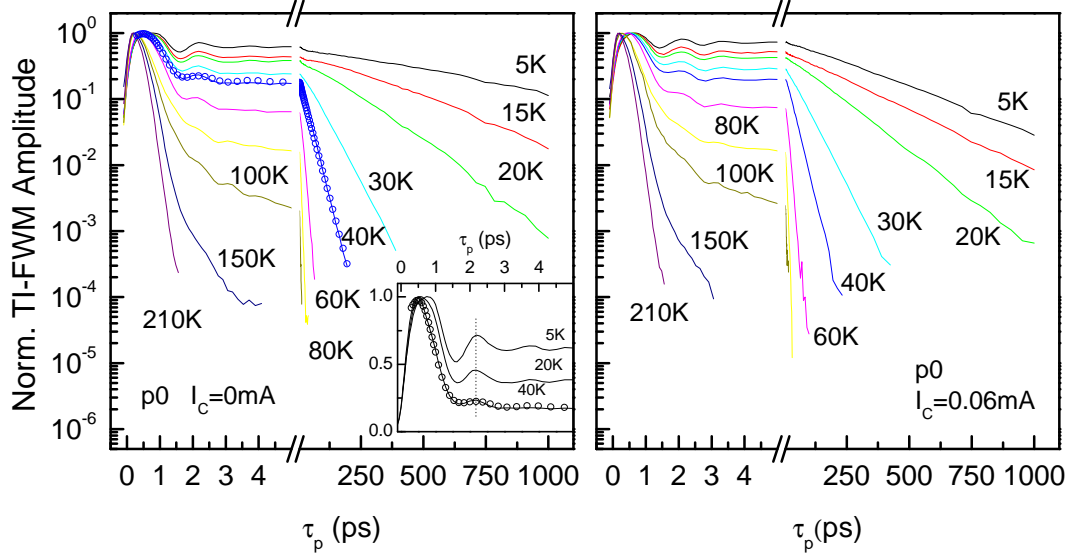 Norm. TI-FWM Amplitude
10^0
10^-1
10^-2
10^-3
10^-4
10^-5
10^-6
5K
15K
20K
30K
40K
60K
80K
100K
150K
210K
p0 I_C=0mA
0 1 2 3 4 250 500 750 1000
τ_p (ps)
τ_p (ps)
0 1 2 3 4
1.0
0.5
0.0
5K
20K
40K
5K
15K
20K
30K
40K
60K
80K
100K
150K
210K
p0
I_C=0.06mA
0 1 2 3 4 250 500 750 1000
τ_p(ps)